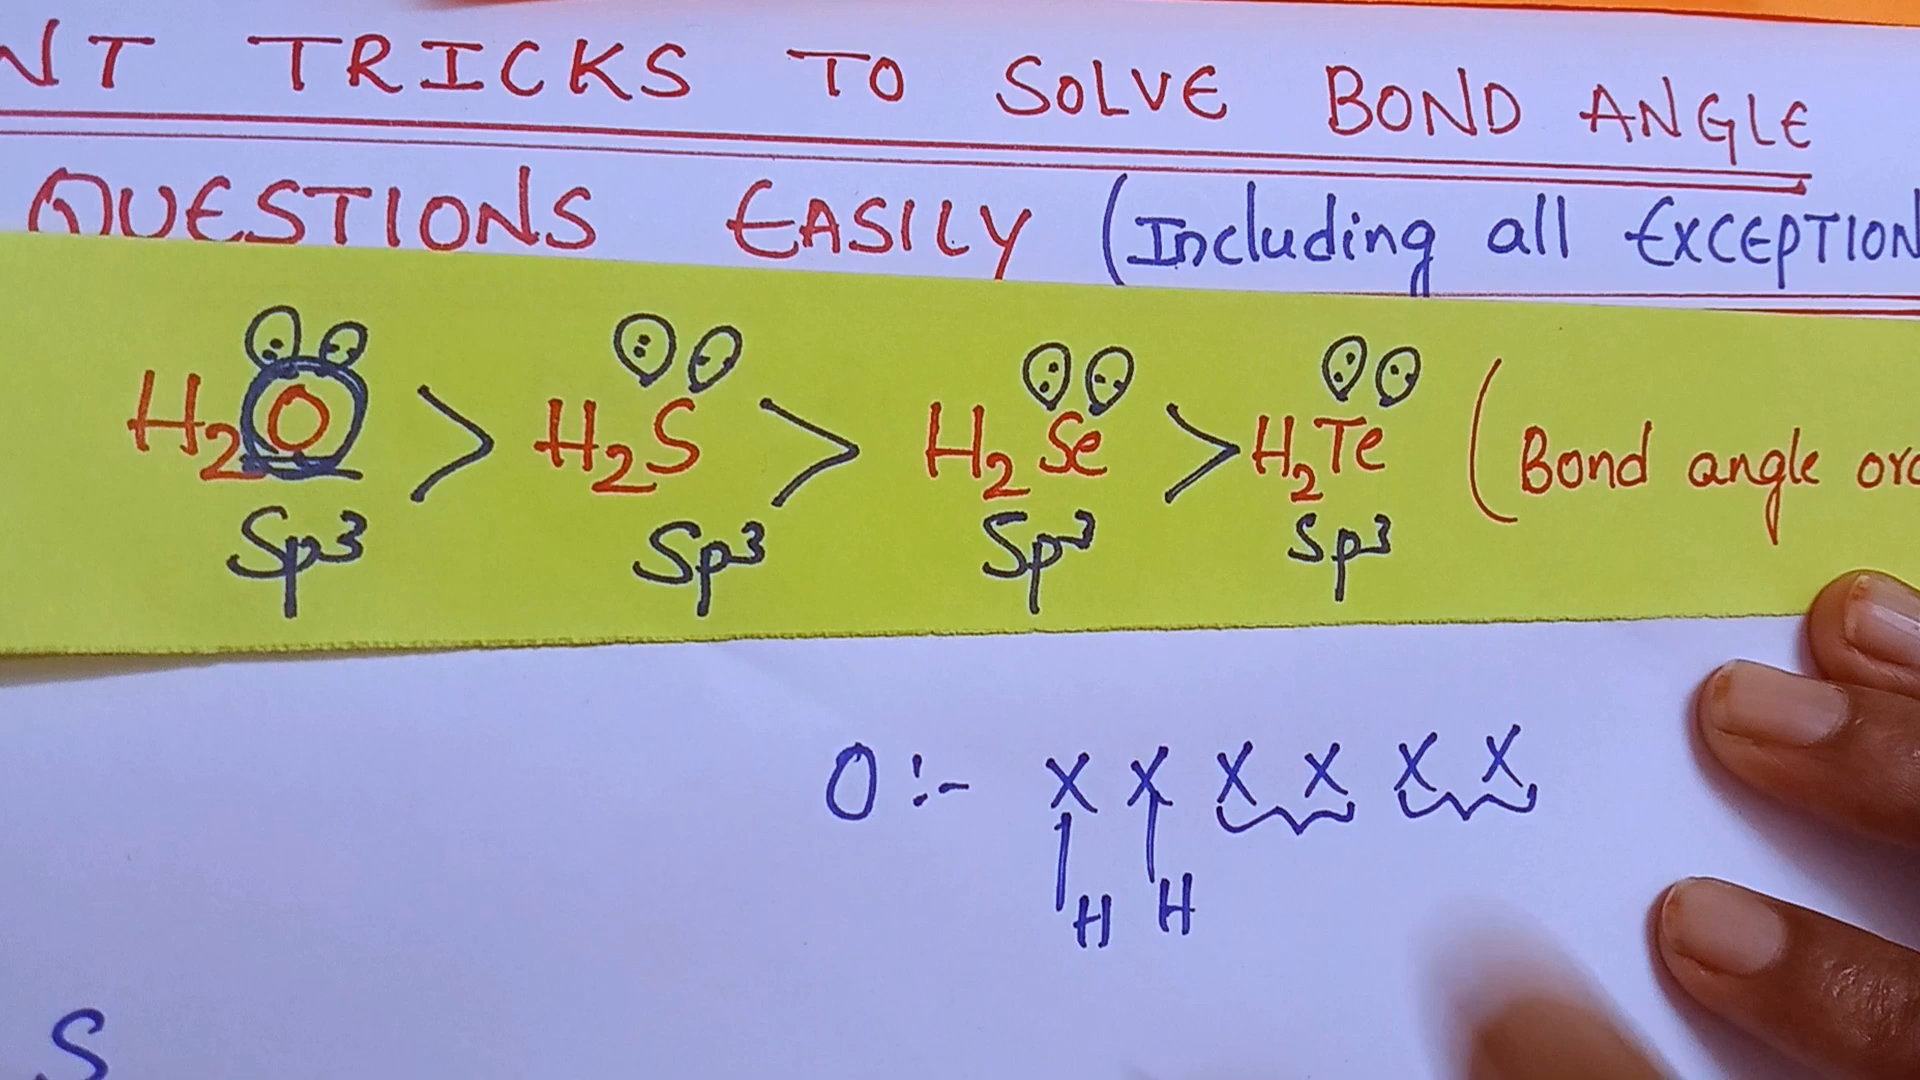 NT TRICKS TO SOLVE BOND ANGLE
QUESTIONS EASILY (Including all EXCEPTION
H₂O > H₂S > H₂Se > H₂Te (Bond angle ord
Sp³ Sp³ Sp³ Sp³
O :- X X X X X X
H H
S